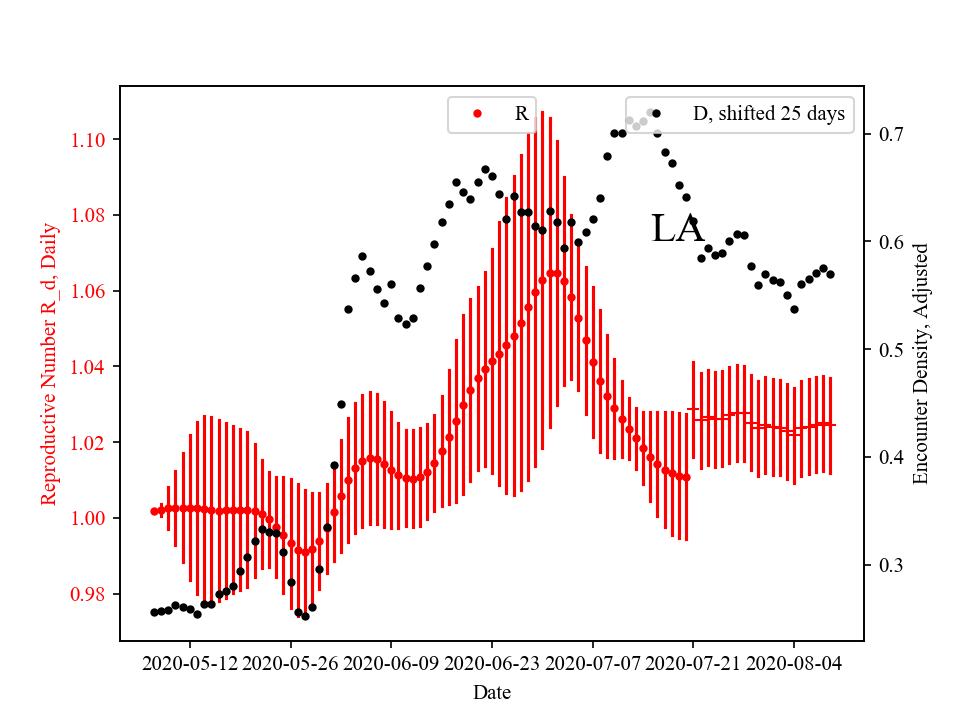 R
D, shifted 25 days
LA
Reproductive Number R_d, Daily
1.10
1.08
1.06
1.04
1.02
1.00
0.98
0.7
0.6
0.5
0.4
0.3
Encounter Density, Adjusted
2020-05-12 2020-05-26 2020-06-09 2020-06-23 2020-07-07 2020-07-21 2020-08-04
Date